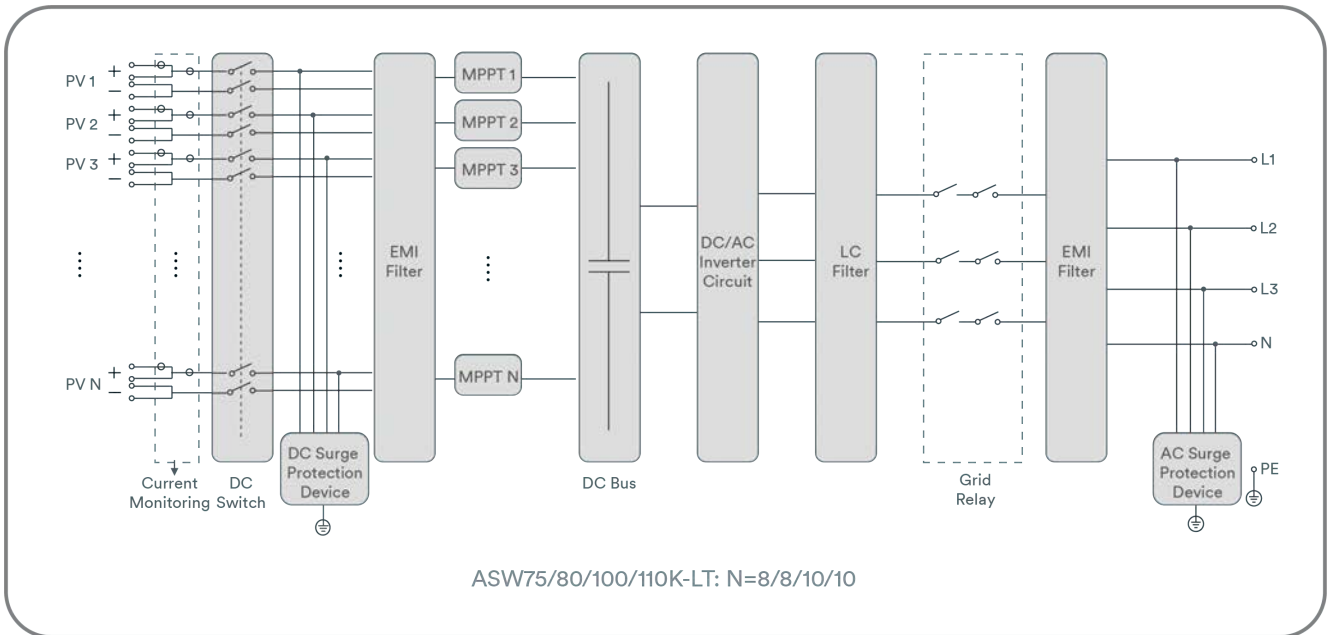 PV 1
+
−
PV 2
+
−
PV 3
+
−
PV N
+
−
Current
Monitoring
DC
Switch
DC Surge
Protection
Device
EMI
Filter
MPPT 1
MPPT 2
MPPT 3
MPPT N
DC Bus
DC/AC
Inverter
Circuit
LC
Filter
Grid
Relay
EMI
Filter
L1
L2
L3
N
AC Surge
Protection
Device
PE
ASW75/80/100/110K-LT: N=8/8/10/10